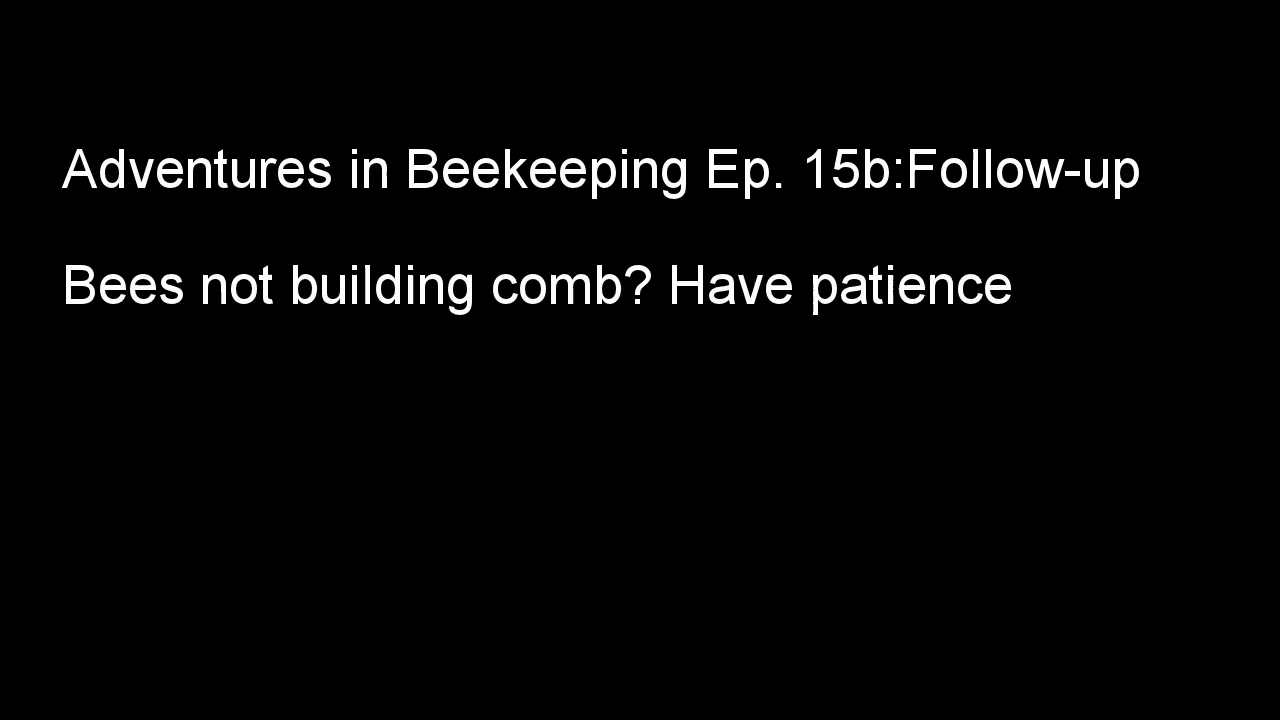 Adventures in Beekeeping Ep. 15b:Follow-up
Bees not building comb? Have patience